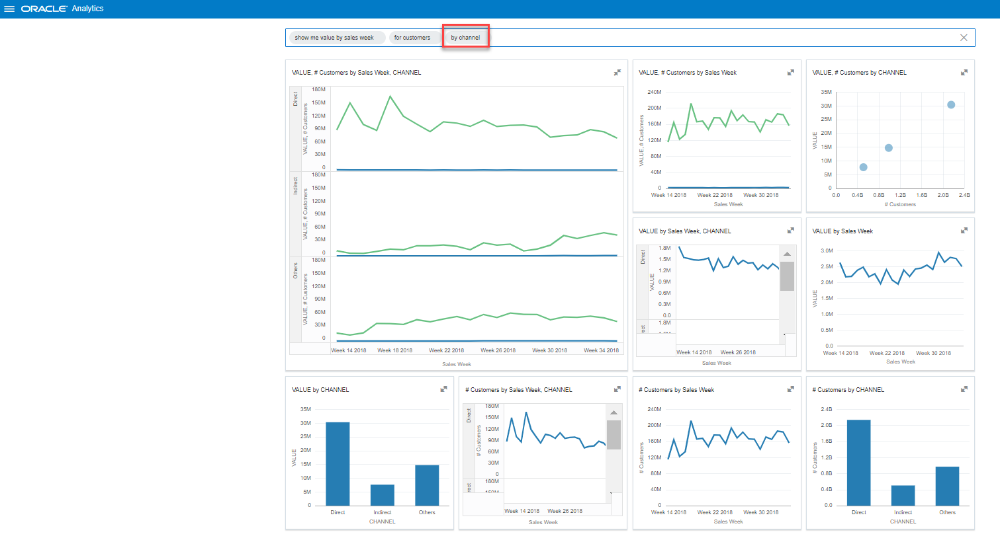 ORACLE® Analytics
show me value by sales week for customers by channel
VALUE, # Customers by Sales Week, CHANNEL
Direct
VALUE, # Customers
180M
150M
120M
90M
60M
30M
0
Indirect
VALUE, # Customers
180M
150M
120M
90M
60M
30M
0
Others
VALUE, # Customers
180M
150M
120M
90M
60M
30M
0
Week 14 2018 Week 18 2018 Week 22 2018 Week 26 2018 Week 30 2018 Week 34 2018
Sales Week
VALUE, # Customers by Sales Week
VALUE, # Customers
240M
200M
160M
120M
80M
40M
0
Week 14 2018 Week 22 2018 Week 30 2018
Sales Week
VALUE, # Customers by CHANNEL
VALUE
35M
30M
25M
20M
15M
10M
5M
0
0.0 0.4B 0.8B 1.2B 1.6B 2.0B 2.4B
# Customers
VALUE by Sales Week, CHANNEL
Direct
VALUE
1.8M
1.5M
1.2M
0.9M
0.6M
0.3M
0.0
1.8M
Week 14 2018 Week 26 2018
Sales Week
VALUE by Sales Week
VALUE
3.0M
2.5M
2.0M
1.5M
1.0M
0.5M
0.0
Week 14 2018 Week 22 2018 Week 30 2018
Sales Week
VALUE by CHANNEL
VALUE
35M
30M
25M
20M
15M
10M
5M
0
Direct Indirect Others
CHANNEL
# Customers by Sales Week, CHANNEL
Direct
# Customers
180M
150M
120M
90M
60M
30M
0
180M
Week 14 2018 Week 26 2018
Sales Week
# Customers by Sales Week
# Customers
240M
200M
160M
120M
80M
40M
0
Week 14 2018 Week 22 2018 Week 30 2018
Sales Week
# Customers by CHANNEL
# Customers
2.4B
2.0B
1.6B
1.2B
0.8B
0.4B
0.0
Direct Indirect Others
CHANNEL